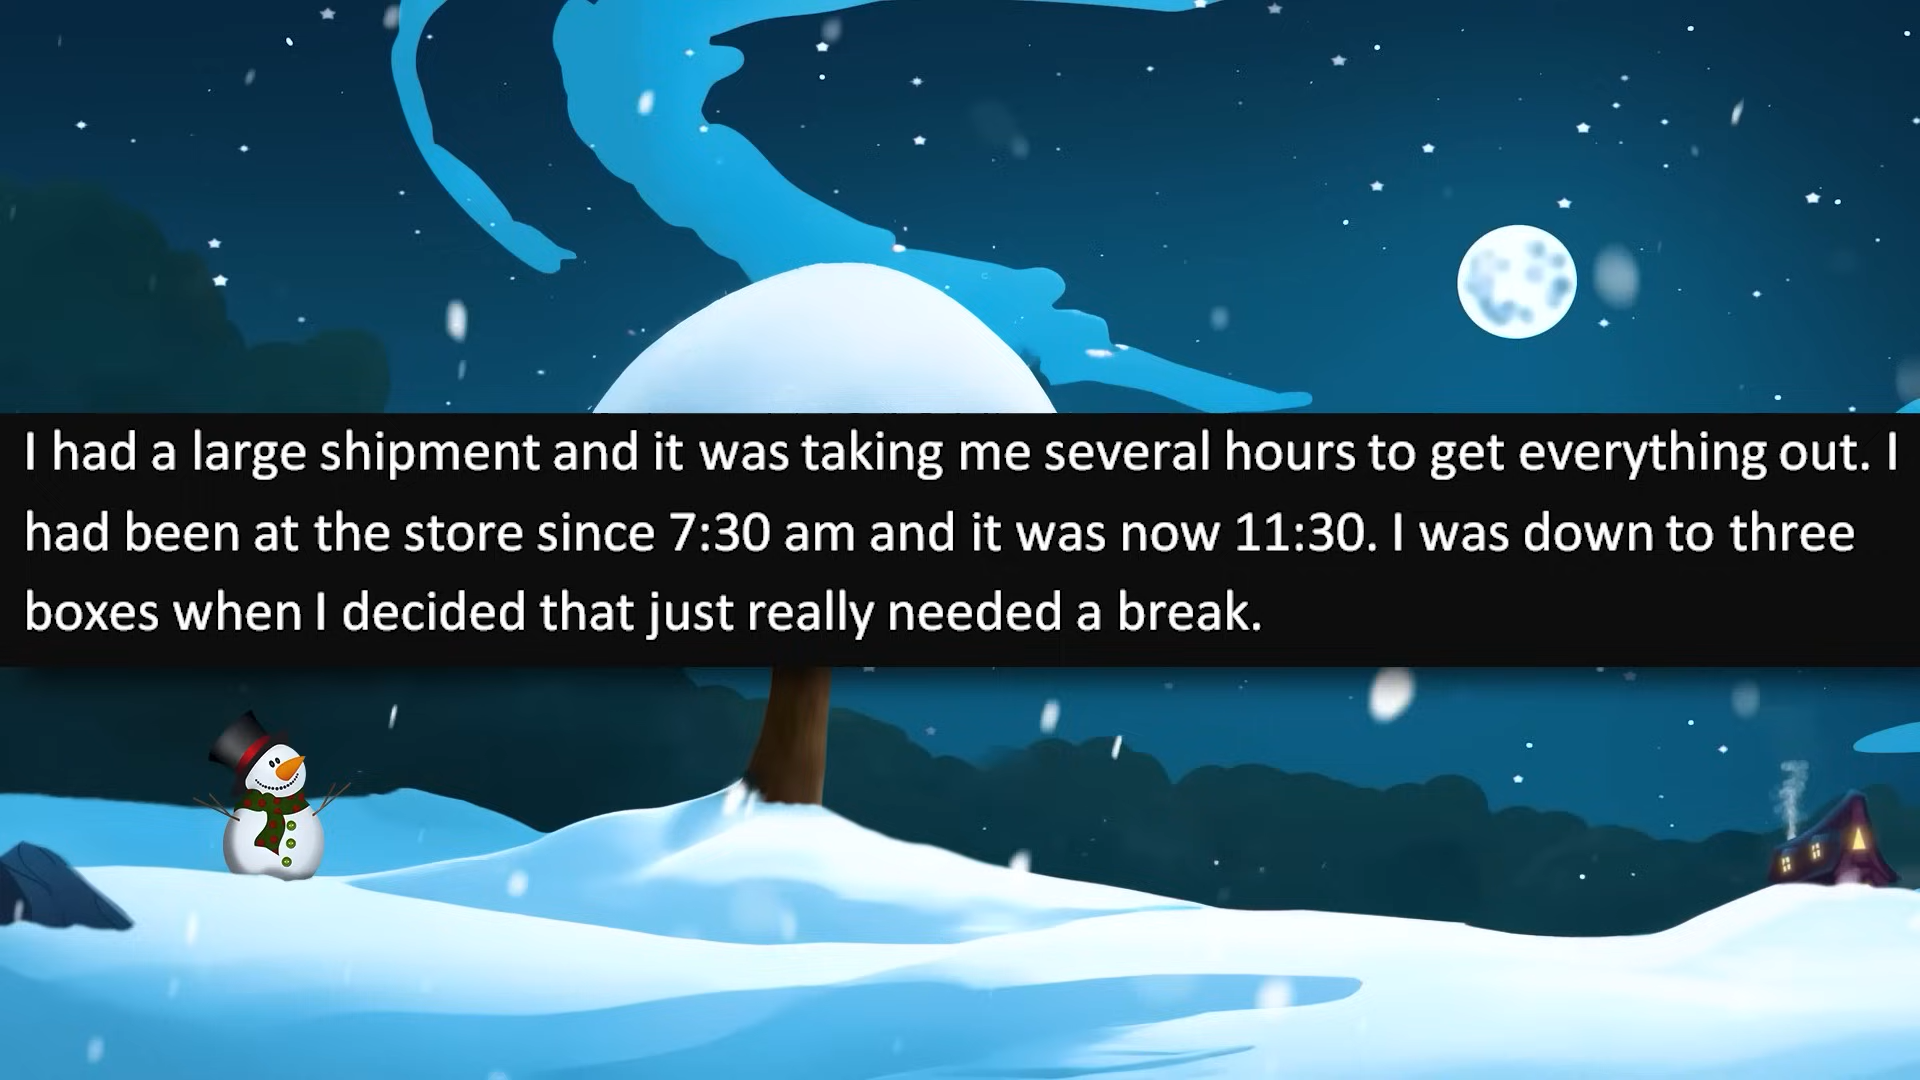 I had a large shipment and it was taking me several hours to get everything out. I
had been at the store since 7:30 am and it was now 11:30. I was down to three
boxes when I decided that just really needed a break.